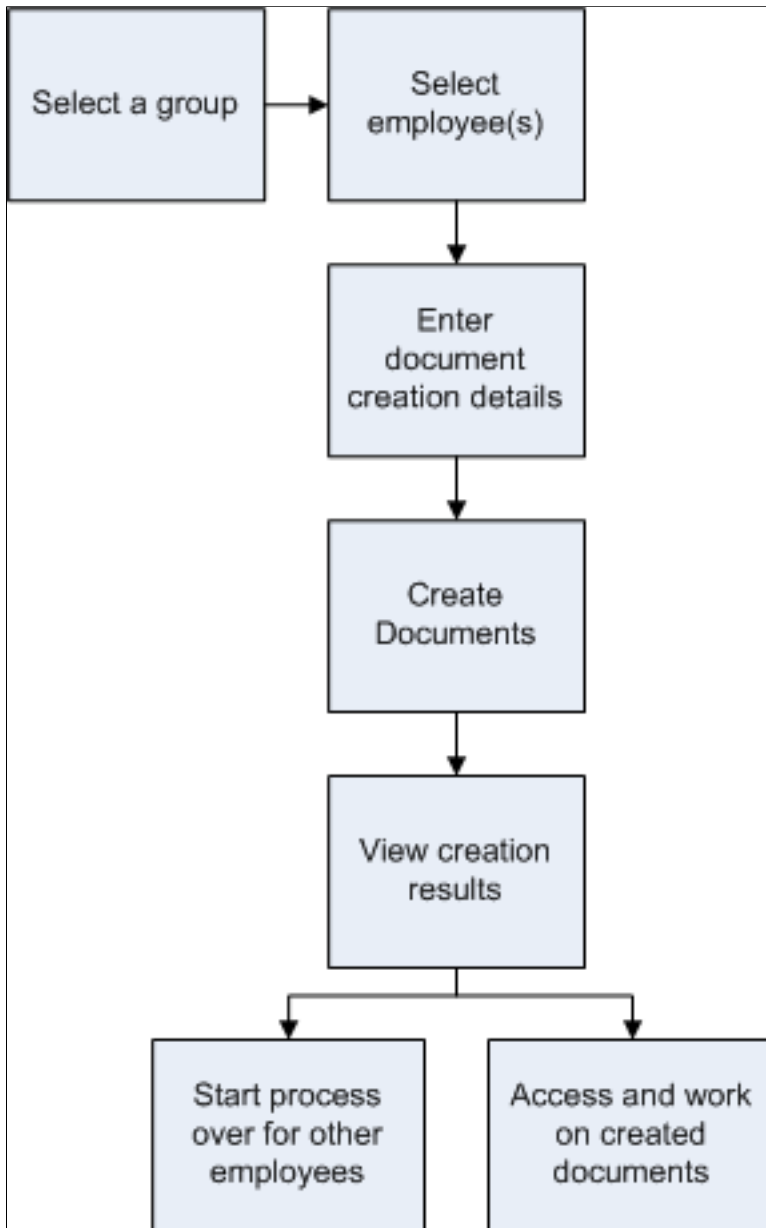 Select a group
Select
employee(s)
Enter
document
creation details
Create
Documents
View creation
results
Start process
over for other
employees
Access and work
on created
documents